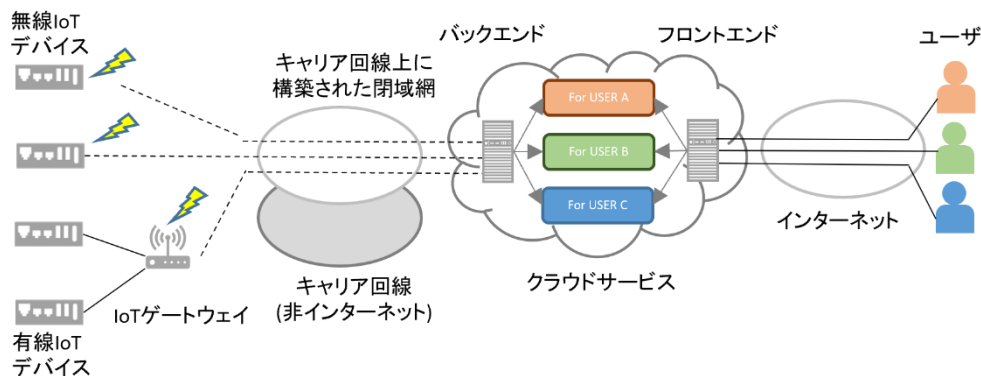 無線IoT
デバイス
キャリア回線上に
構築された閉域網
バックエンド
フロントエンド
ユーザ
For USER A
For USER B
For USER C
インターネット
クラウドサービス
キャリア回線
(非インターネット)
IoTゲートウェイ
有線IoT
デバイス